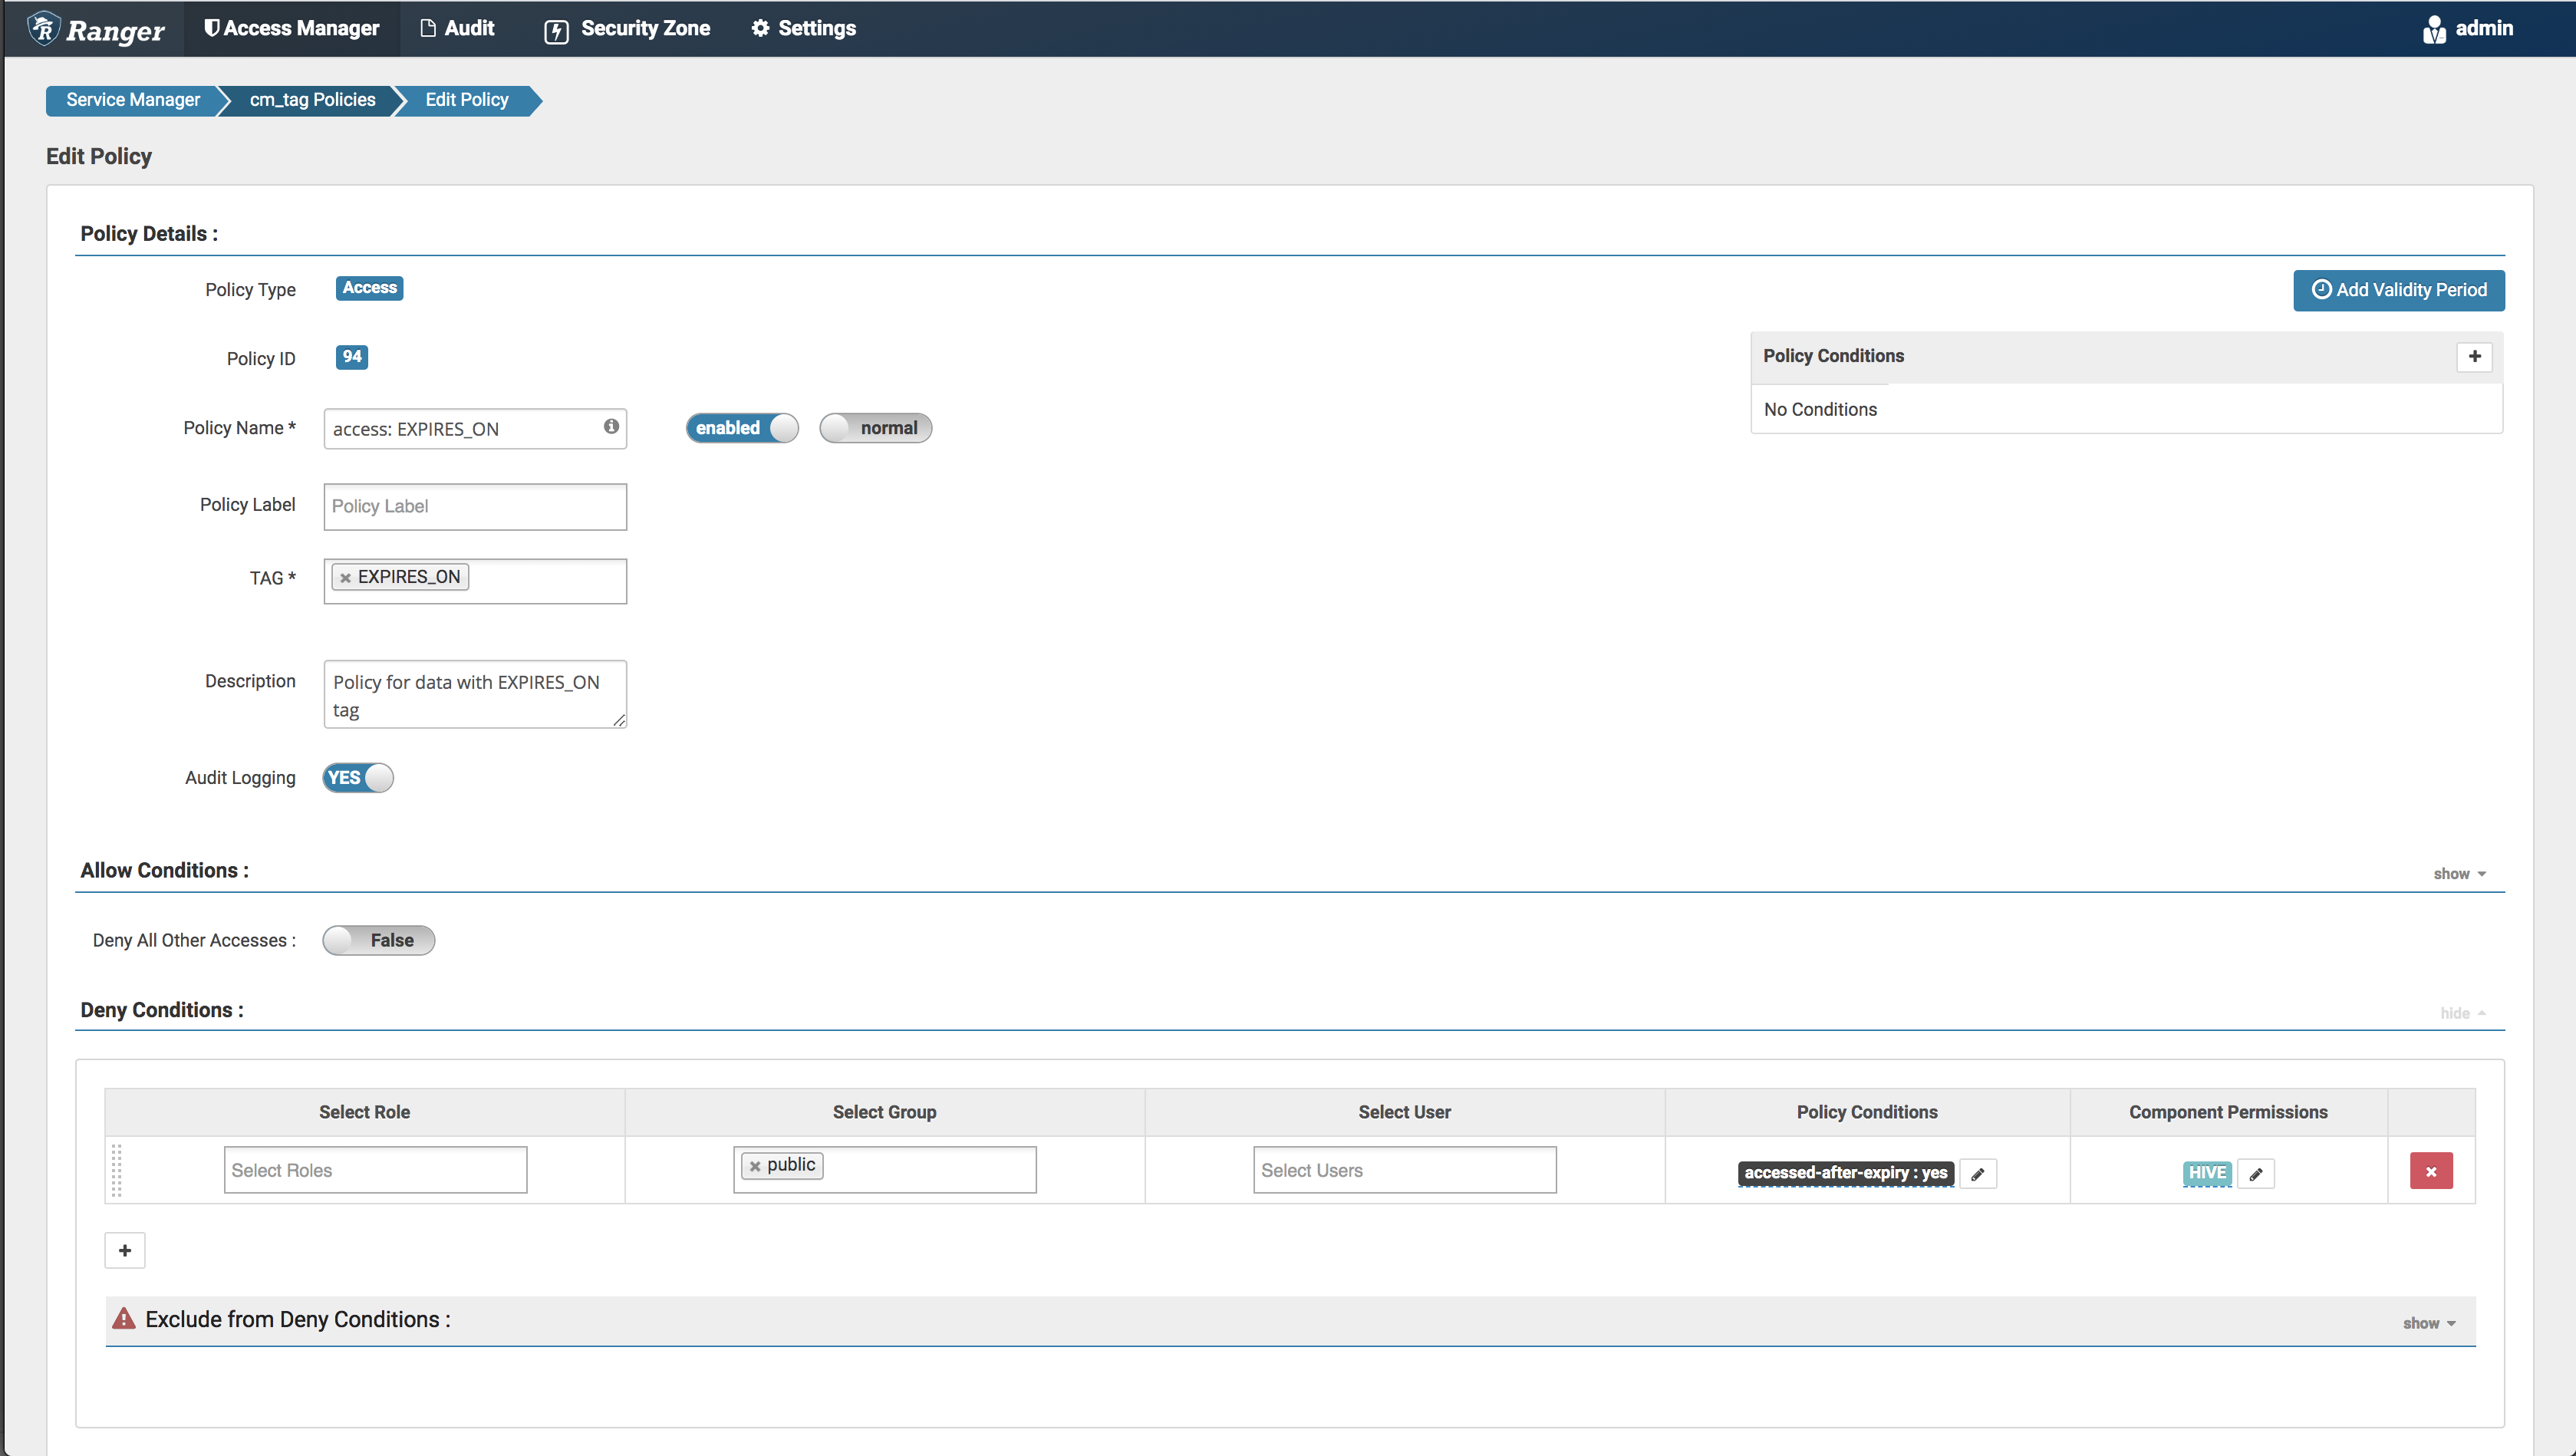 Ranger Access Manager Audit Security Zone Settings admin
Service Manager cm_tag Policies Edit Policy
Edit Policy
Policy Details :
Policy Type Access Add Validity Period
Policy ID 94 Policy Conditions +
No Conditions
Policy Name * access: EXPIRES_ON enabled normal
Policy Label Policy Label
TAG * × EXPIRES_ON
Description Policy for data with EXPIRES_ON
tag
Audit Logging YES
Allow Conditions : show
Deny All Other Accesses : False
Deny Conditions : hide
Select Role Select Group Select User Policy Conditions Component Permissions
Select Roles × public Select Users accessed-after-expiry : yes HIVE ×
+
Exclude from Deny Conditions : show